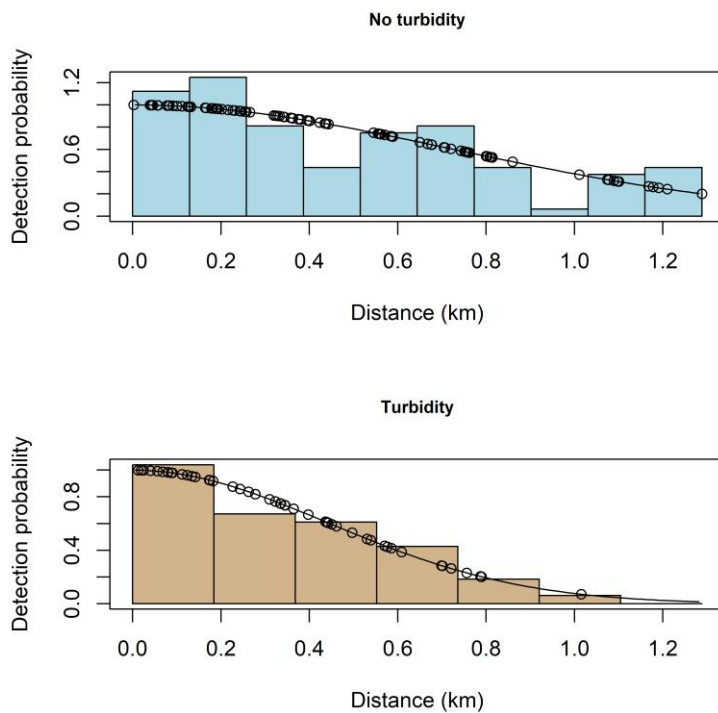 No turbidity
Detection probability
1.2
0.6
0.0
0.0 0.2 0.4 0.6 0.8 1.0 1.2
Distance (km)
Turbidity
Detection probability
0.8
0.4
0.0
0.0 0.2 0.4 0.6 0.8 1.0 1.2
Distance (km)